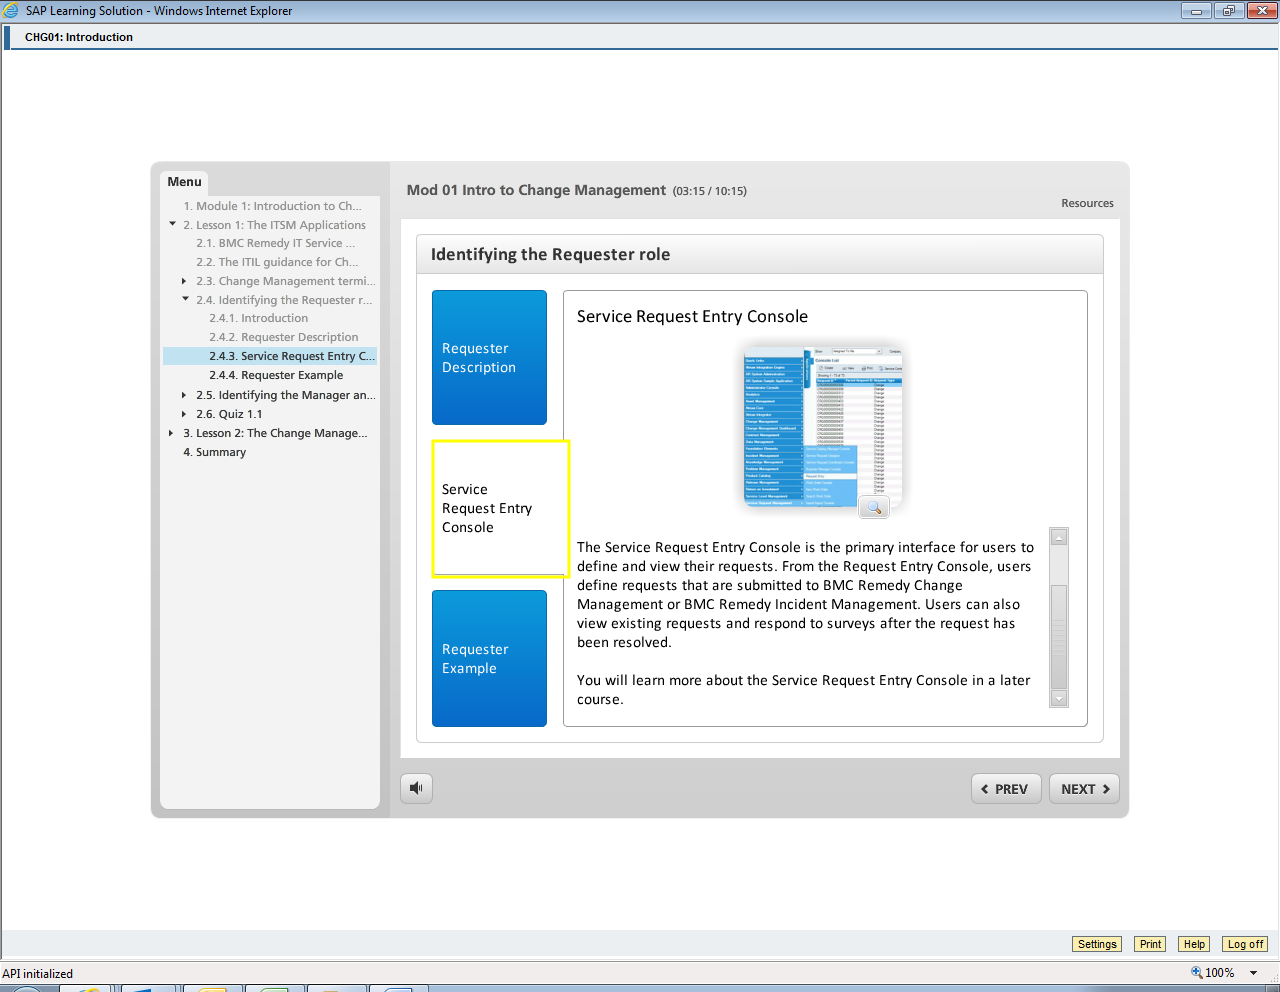 SAP Learning Solution - Windows Internet Explorer
CHG01: Introduction
Menu
1. Module 1: Introduction to Ch...
2. Lesson 1: The ITSM Applications
2.1. BMC Remedy IT Service ...
2.2. The ITIL guidance for Ch...
2.3. Change Management termi...
2.4. Identifying the Requester r...
2.4.1. Introduction
2.4.2. Requester Description
2.4.3. Service Request Entry C...
2.4.4. Requester Example
2.5. Identifying the Manager an...
2.6. Quiz 1.1
3. Lesson 2: The Change Manage...
4. Summary
Mod 01 Intro to Change Management (03:15 / 10:15)
Resources
Identifying the Requester role
Requester
Description
Service
Request Entry
Console
Requester
Example
Service Request Entry Console
The Service Request Entry Console is the primary interface for users to
define and view their requests. From the Request Entry Console, users
define requests that are submitted to BMC Remedy Change
Management or BMC Remedy Incident Management. Users can also
view existing requests and respond to surveys after the request has
been resolved.
You will learn more about the Service Request Entry Console in a later
course.
PREV
NEXT
Settings
Print
Help
Log off
API initialized
100%